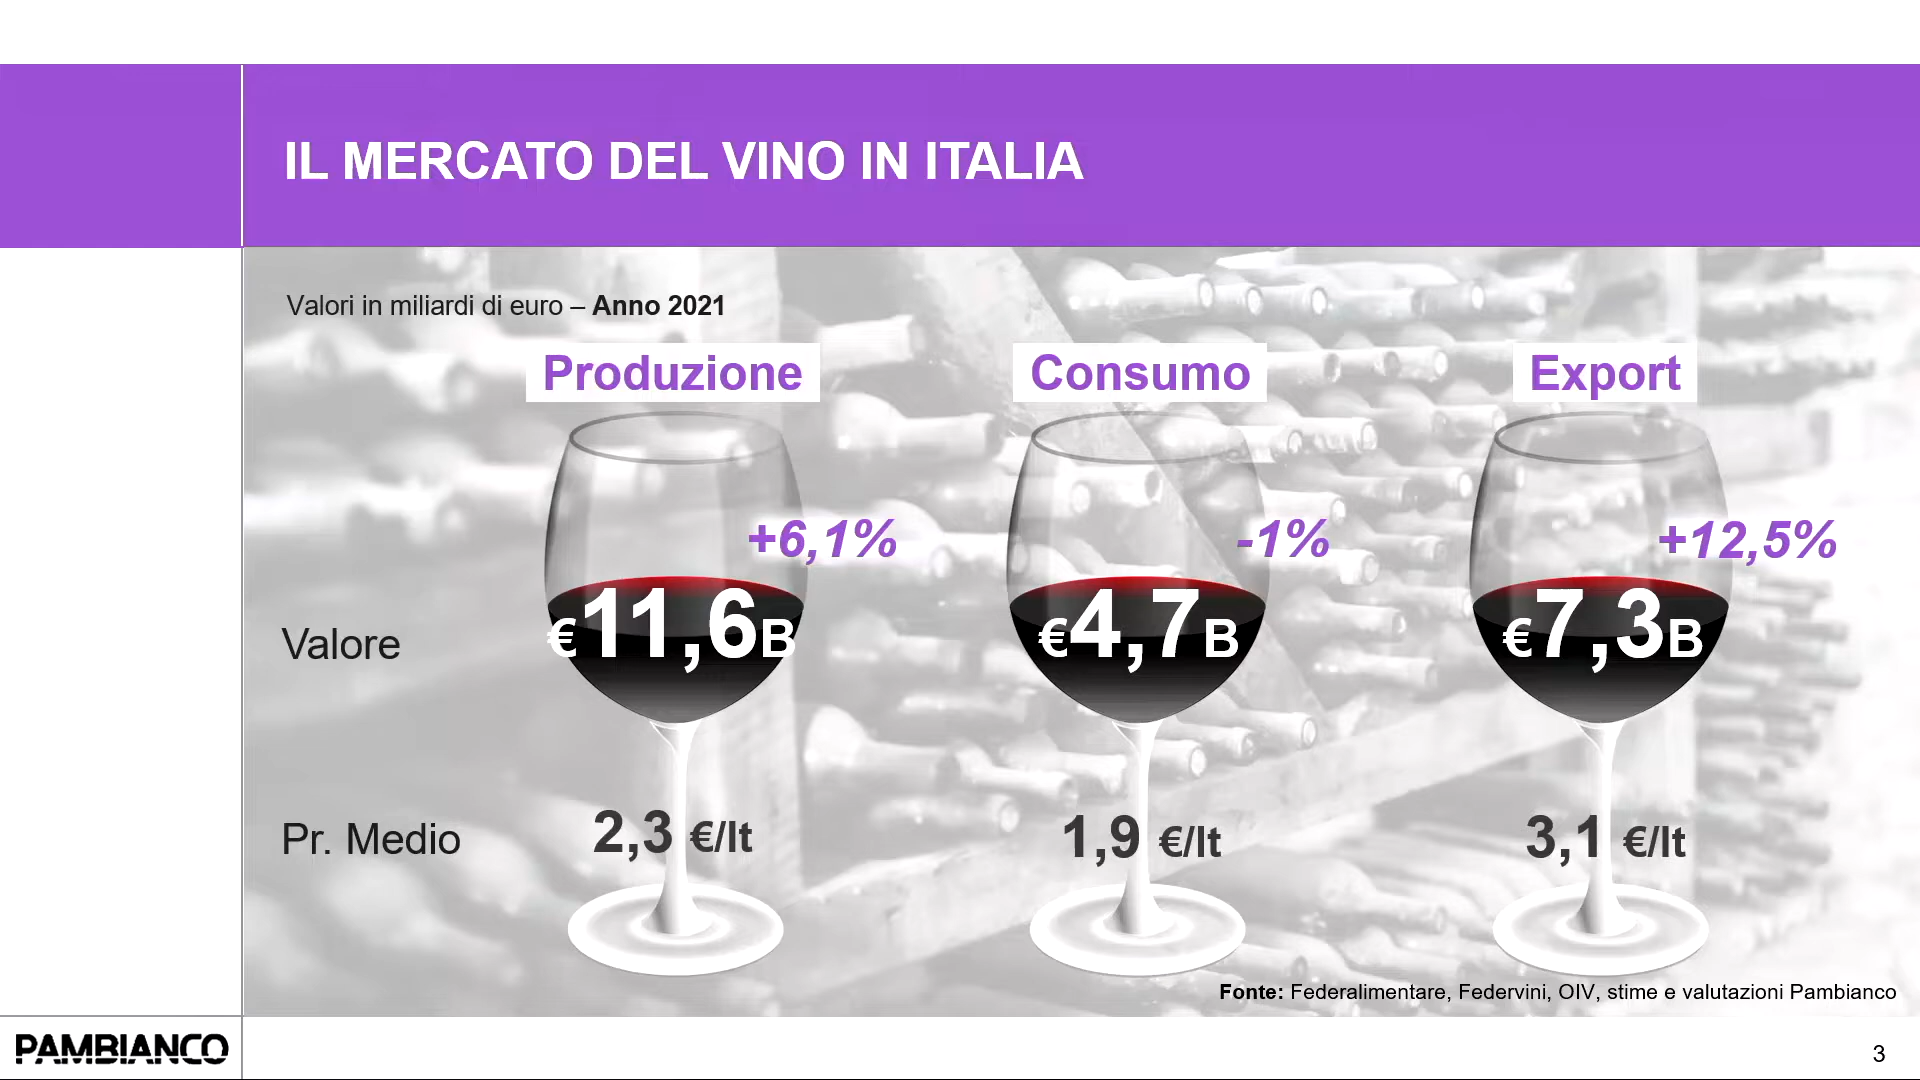 IL MERCATO DEL VINO IN ITALIA
Valori in miliardi di euro – Anno 2021
Produzione Consumo Export
+6,1% -1% +12,5%
Valore €11,6B €4,7B €7,3B
Pr. Medio 2,3 €/lt 1,9 €/lt 3,1 €/lt
Fonte: Federalimentare, Federvini, OIV, stime e valutazioni Pambianco
PAMBIANCO
3